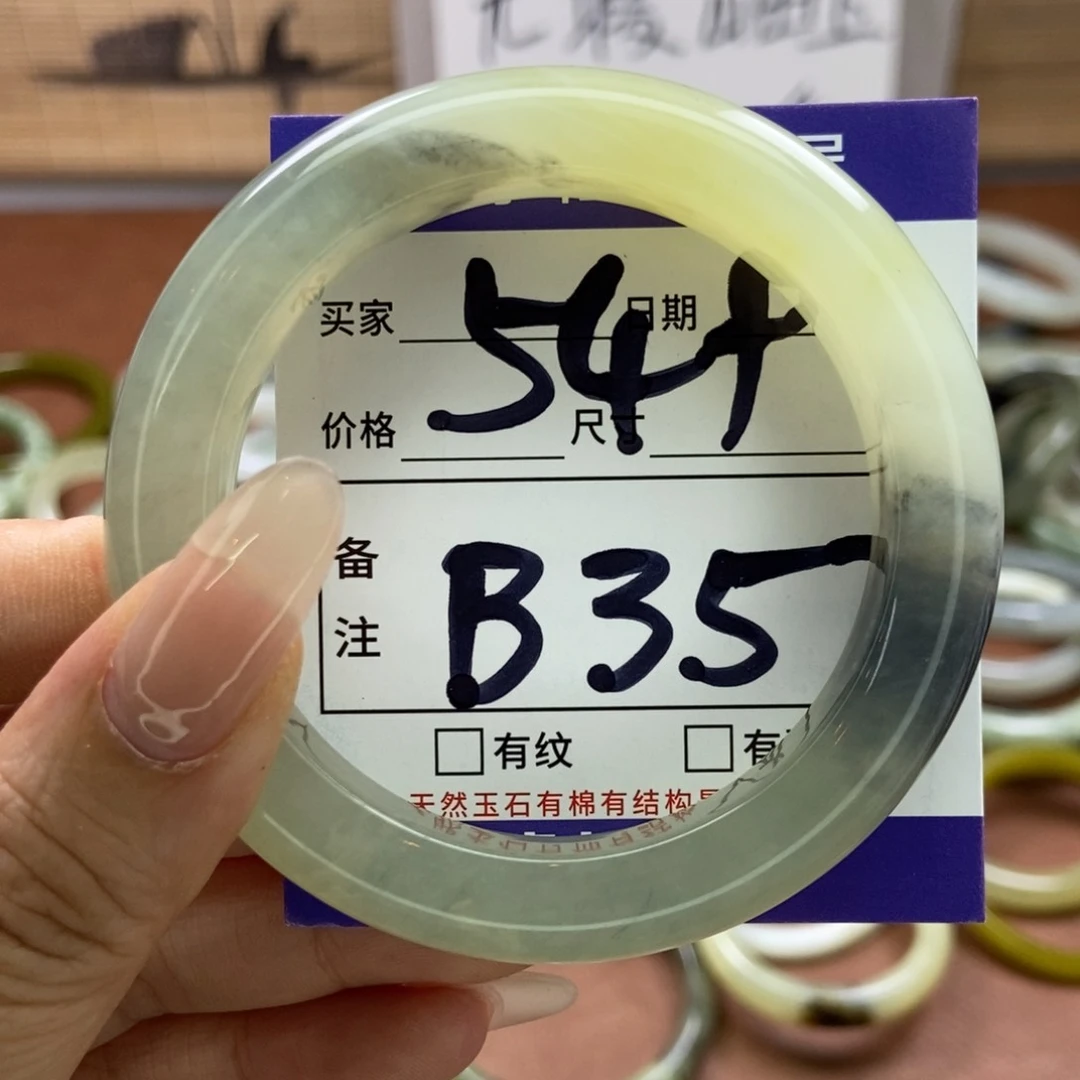 买家 日期
54+
价格 尺寸
备注
B35
有纹 有
天然玉石有棉有结构